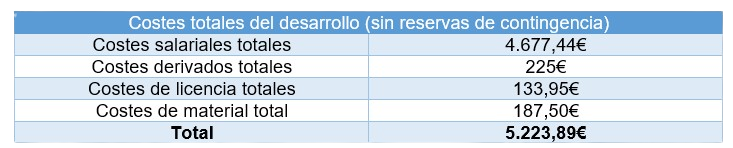 Costes totales del desarrollo (sin reservas de contingencia)
Costes salariales totales 4.677,44€
Costes derivados totales 225€
Costes de licencia totales 133,95€
Costes de material total 187,50€
Total 5.223,89€